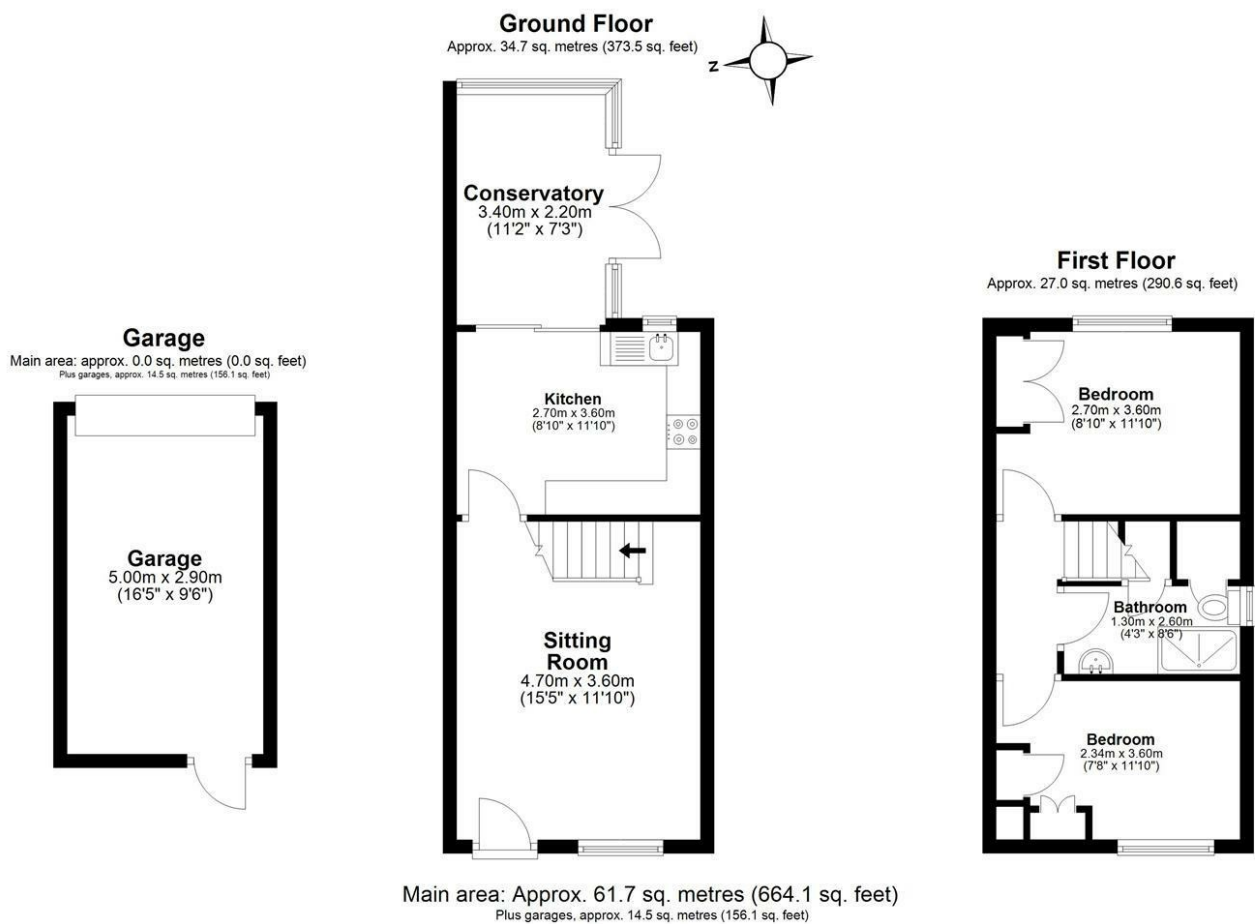 Ground Floor
Approx. 34.7 sq. metres (373.5 sq. feet)
Z
Conservatory
3.40m x 2.20m
(11'2" x 7'3")
First Floor
Approx. 27.0 sq. metres (290.6 sq. feet)
Garage
Main area: approx. 0.0 sq. metres (0.0 sq. feet)
Plus garages, approx. 14.5 sq. metres (156.1 sq. feet)
Kitchen
2.70m x 3.60m
(8'10" x 11'10")
Bedroom
2.70m x 3.60m
(8'10" x 11'10")
Garage
5.00m x 2.90m
(16'5" x 9'6")
Bathroom
1.30m x 2.60m
(4'3" x 8'6")
Sitting
Room
4.70m x 3.60m
(15'5" x 11'10")
Bedroom
2.34m x 3.60m
(7'8" x 11'10")
Main area: Approx. 61.7 sq. metres (664.1 sq. feet)
Plus garages, approx. 14.5 sq. metres (156.1 sq. feet)